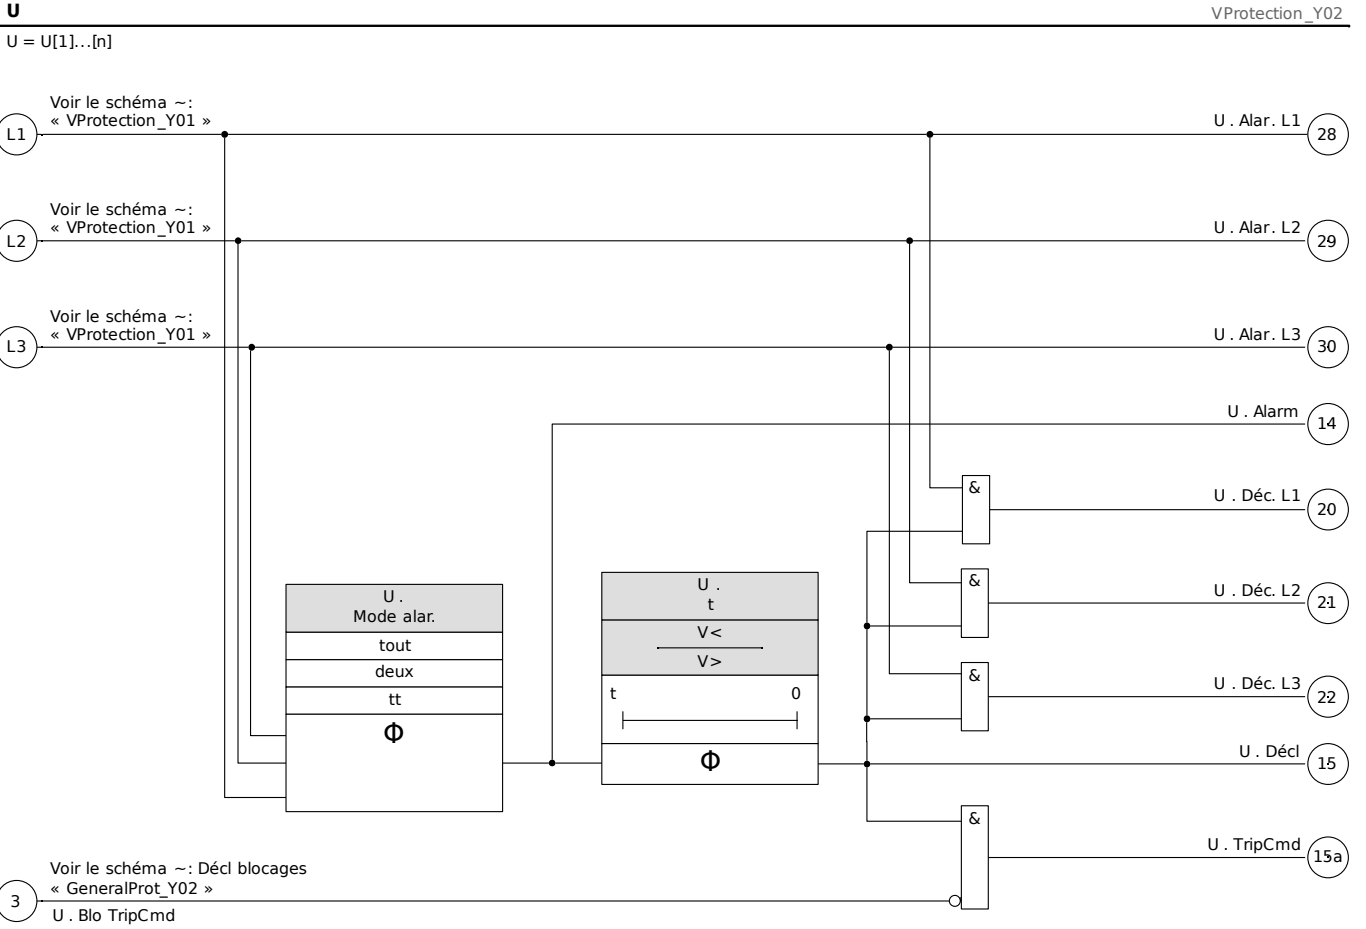 U
VProtection_Y02
U = U[1]...[n]
Voir le schéma ~:
« VProtection_Y01 »
L1
U . Alar. L1
28
Voir le schéma ~:
« VProtection_Y01 »
L2
U . Alar. L2
29
Voir le schéma ~:
« VProtection_Y01 »
L3
U . Alar. L3
30
U . Alarm
14
&
U . Déc. L1
20
&
U . Déc. L2
21
&
U . Déc. L3
22
U .
Mode alar.
tout
deux
tt
Φ
U .
t
V<
V>
t 0
Φ
U . Décl
15
&
U . TripCmd
15a
Voir le schéma ~: Décl blocages
« GeneralProt_Y02 »
3
U . Blo TripCmd